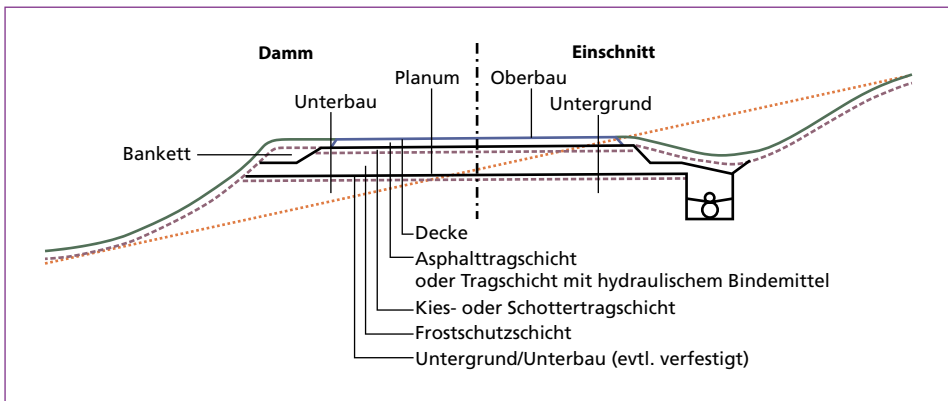 Damm
Einschnitt
Planum
Oberbau
Unterbau
Untergrund
Bankett
Decke
Asphalttragschicht
oder Tragschicht mit hydraulischem Bindemittel
Kies- oder Schottertragschicht
Frostschutzschicht
Untergrund/Unterbau (evtl. verfestigt)